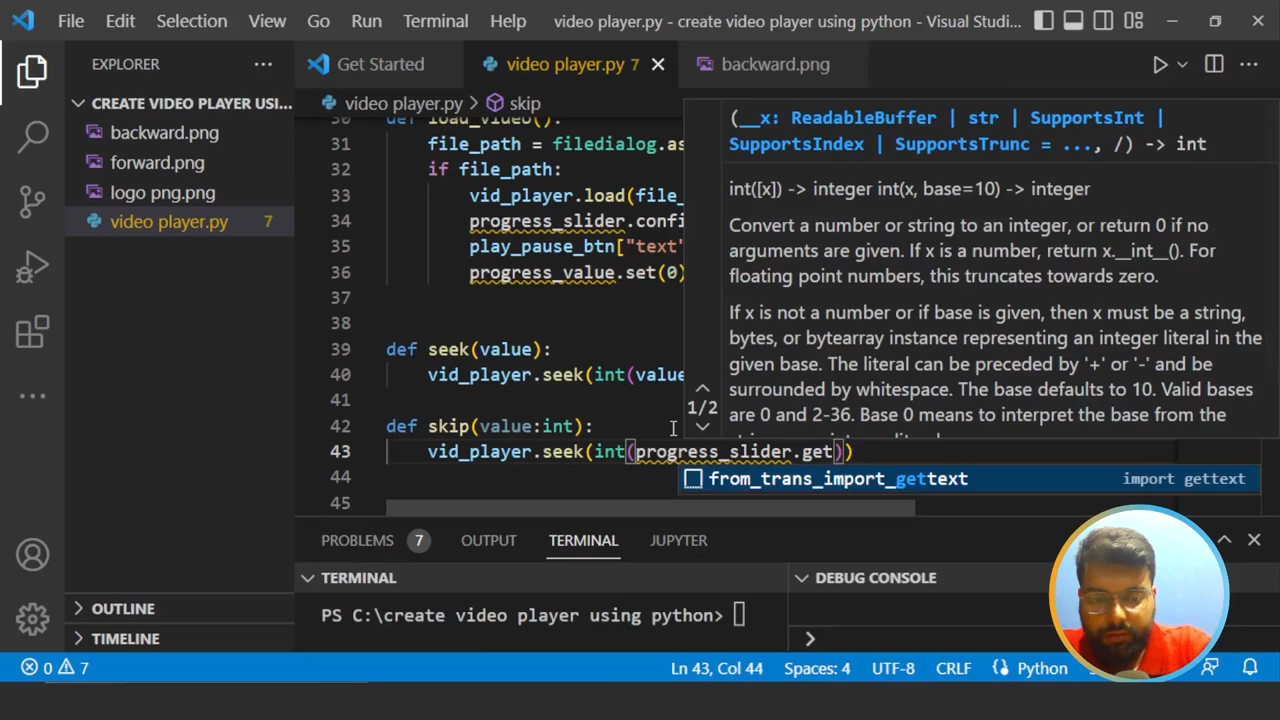 File Edit Selection View Go Run Terminal Help video player.py - create video player using python - Visual Studi...
EXPLORER ...
Get Started video player.py 7 backward.png
CREATE VIDEO PLAYER USI...
video player.py > skip
backward.png
forward.png
logo png.png
video player.py 7
30 def load_video():
31 file_path = filedialog.as
32 if file_path:
33 vid_player.load(file_
34 progress_slider.confi
35 play_pause_btn["text"
36 progress_value.set(0)
37
38
39 def seek(value):
40 vid_player.seek(int(value
41
42 def skip(value:int):
43 vid_player.seek(int(progress_slider.get))
44
45
(__x: ReadableBuffer | str | SupportsInt |
SupportsIndex | SupportsTrunc = ..., /) -> int
int([x]) -> integer int(x, base=10) -> integer
Convert a number or string to an integer, or return 0 if no
arguments are given. If x is a number, return x.__int__(). For
floating point numbers, this truncates towards zero.
If x is not a number or if base is given, then x must be a string,
bytes, or bytearray instance representing an integer literal in the
given base. The literal can be preceded by '+' or '-' and be
surrounded by whitespace. The base defaults to 10. Valid bases
are 0 and 2-36. Base 0 means to interpret the base from the
1/2
from_trans_import_gettext import gettext
PROBLEMS 7 OUTPUT TERMINAL JUPYTER
TERMINAL
DEBUG CONSOLE
PS C:\create video player using python>
OUTLINE
TIMELINE
0 7 Ln 43, Col 44 Spaces: 4 UTF-8 CRLF Python